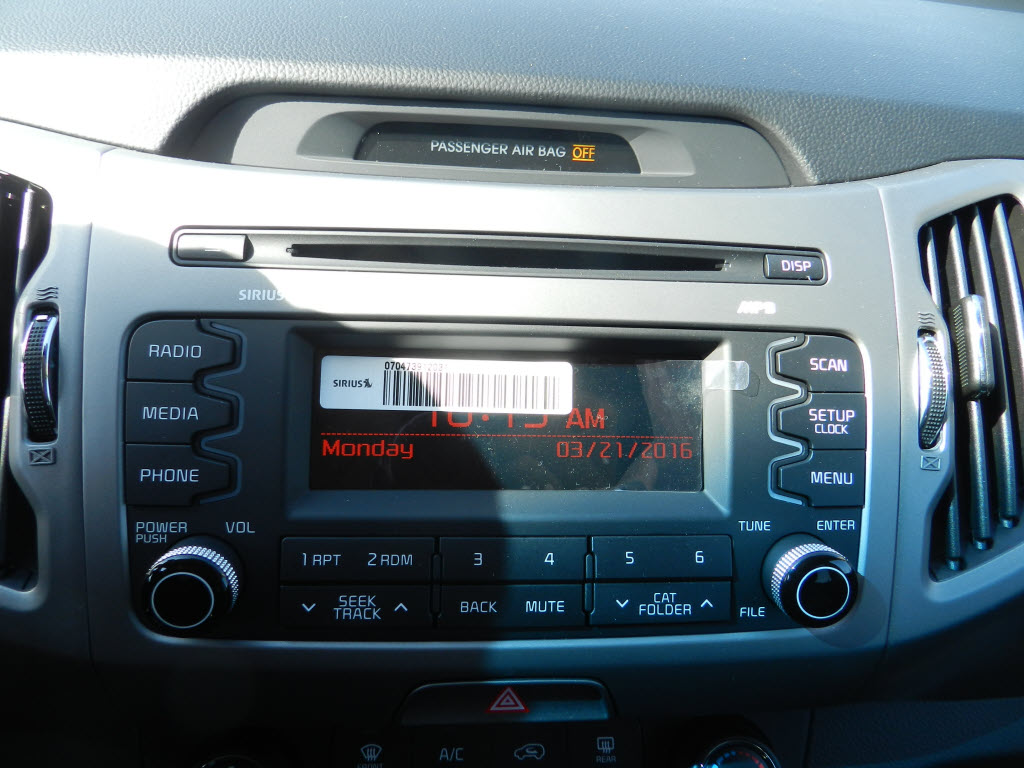 PASSENGER AIR BAG OFF
DISP
SIRIUS
MP3
RADIO
SCAN
SIRIUS
MEDIA
SETUP
CLOCK
AM
Monday 03/21/2016
PHONE
MENU
POWER
PUSH
VOL
TUNE
ENTER
1 RPT 2 RDM 3 4 5 6
SEEK
TRACK
BACK
MUTE
CAT
FOLDER
FILE
A/C
FRONT
REAR